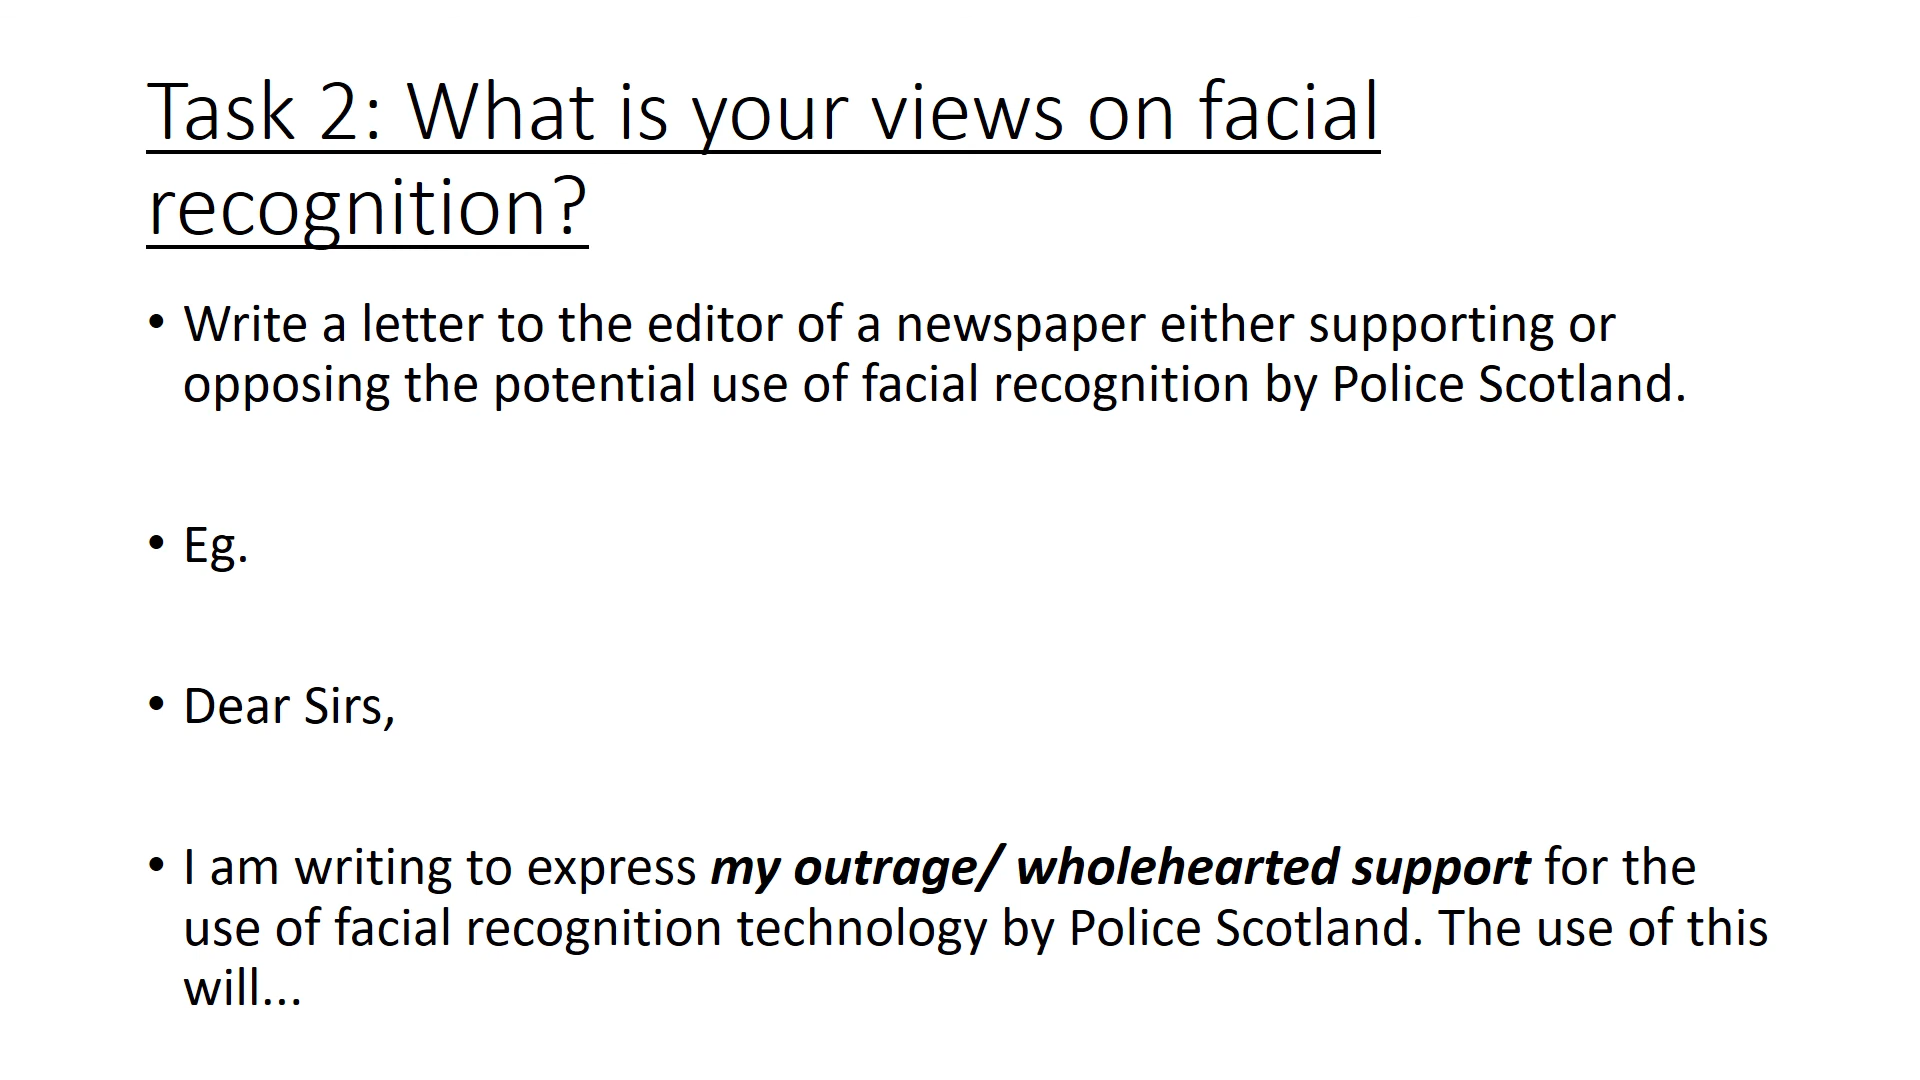 Task 2: What is your views on facial
recognition?
• Write a letter to the editor of a newspaper either supporting or
opposing the potential use of facial recognition by Police Scotland.
• Eg.
• Dear Sirs,
• I am writing to express my outrage/ wholehearted support for the
use of facial recognition technology by Police Scotland. The use of this
will...